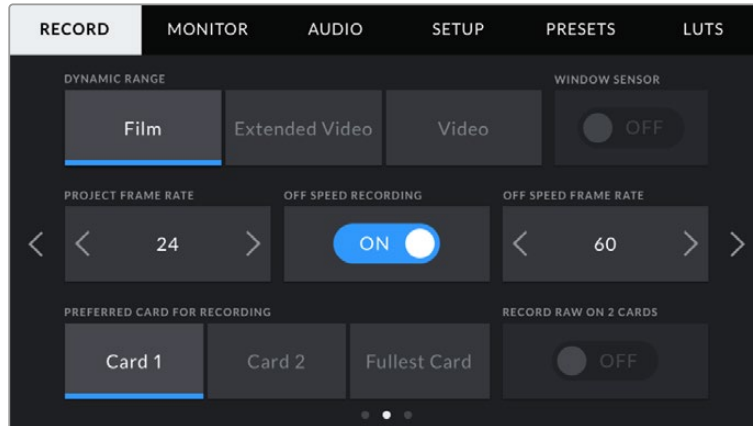 RECORD MONITOR AUDIO SETUP PRESETS LUTS
DYNAMIC RANGE WINDOW SENSOR
Film Extended Video Video OFF
PROJECT FRAME RATE OFF SPEED RECORDING OFF SPEED FRAME RATE
24 ON 60
PREFERRED CARD FOR RECORDING RECORD RAW ON 2 CARDS
Card 1 Card 2 Fullest Card OFF